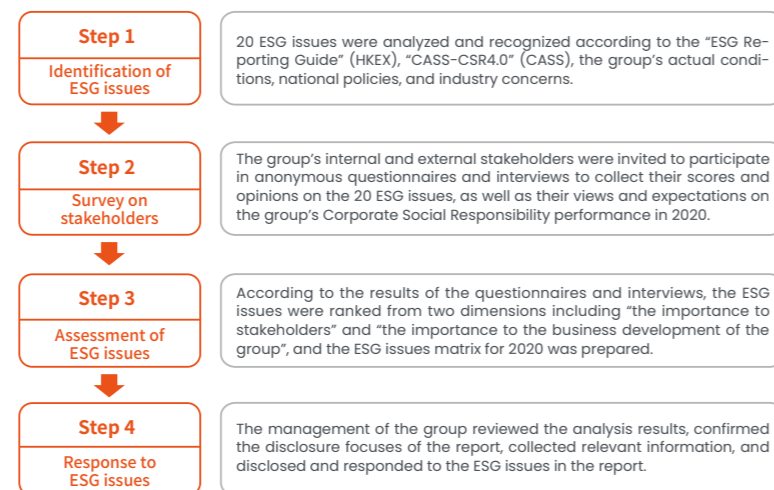 Step 1
Identification of
ESG issues
20 ESG issues were analyzed and recognized according to the “ESG Re-
porting Guide” (HKEX), “CASS-CSR4.0” (CASS), the group’s actual condi-
tions, national policies, and industry concerns.
Step 2
Survey on
stakeholders
The group’s internal and external stakeholders were invited to participate
in anonymous questionnaires and interviews to collect their scores and
opinions on the 20 ESG issues, as well as their views and expectations on
the group’s Corporate Social Responsibility performance in 2020.
Step 3
Assessment of
ESG issues
According to the results of the questionnaires and interviews, the ESG
issues were ranked from two dimensions including “the importance to
stakeholders” and “the importance to the business development of the
group”, and the ESG issues matrix for 2020 was prepared.
Step 4
Response to
ESG issues
The management of the group reviewed the analysis results, confirmed
the disclosure focuses of the report, collected relevant information, and
disclosed and responded to the ESG issues in the report.